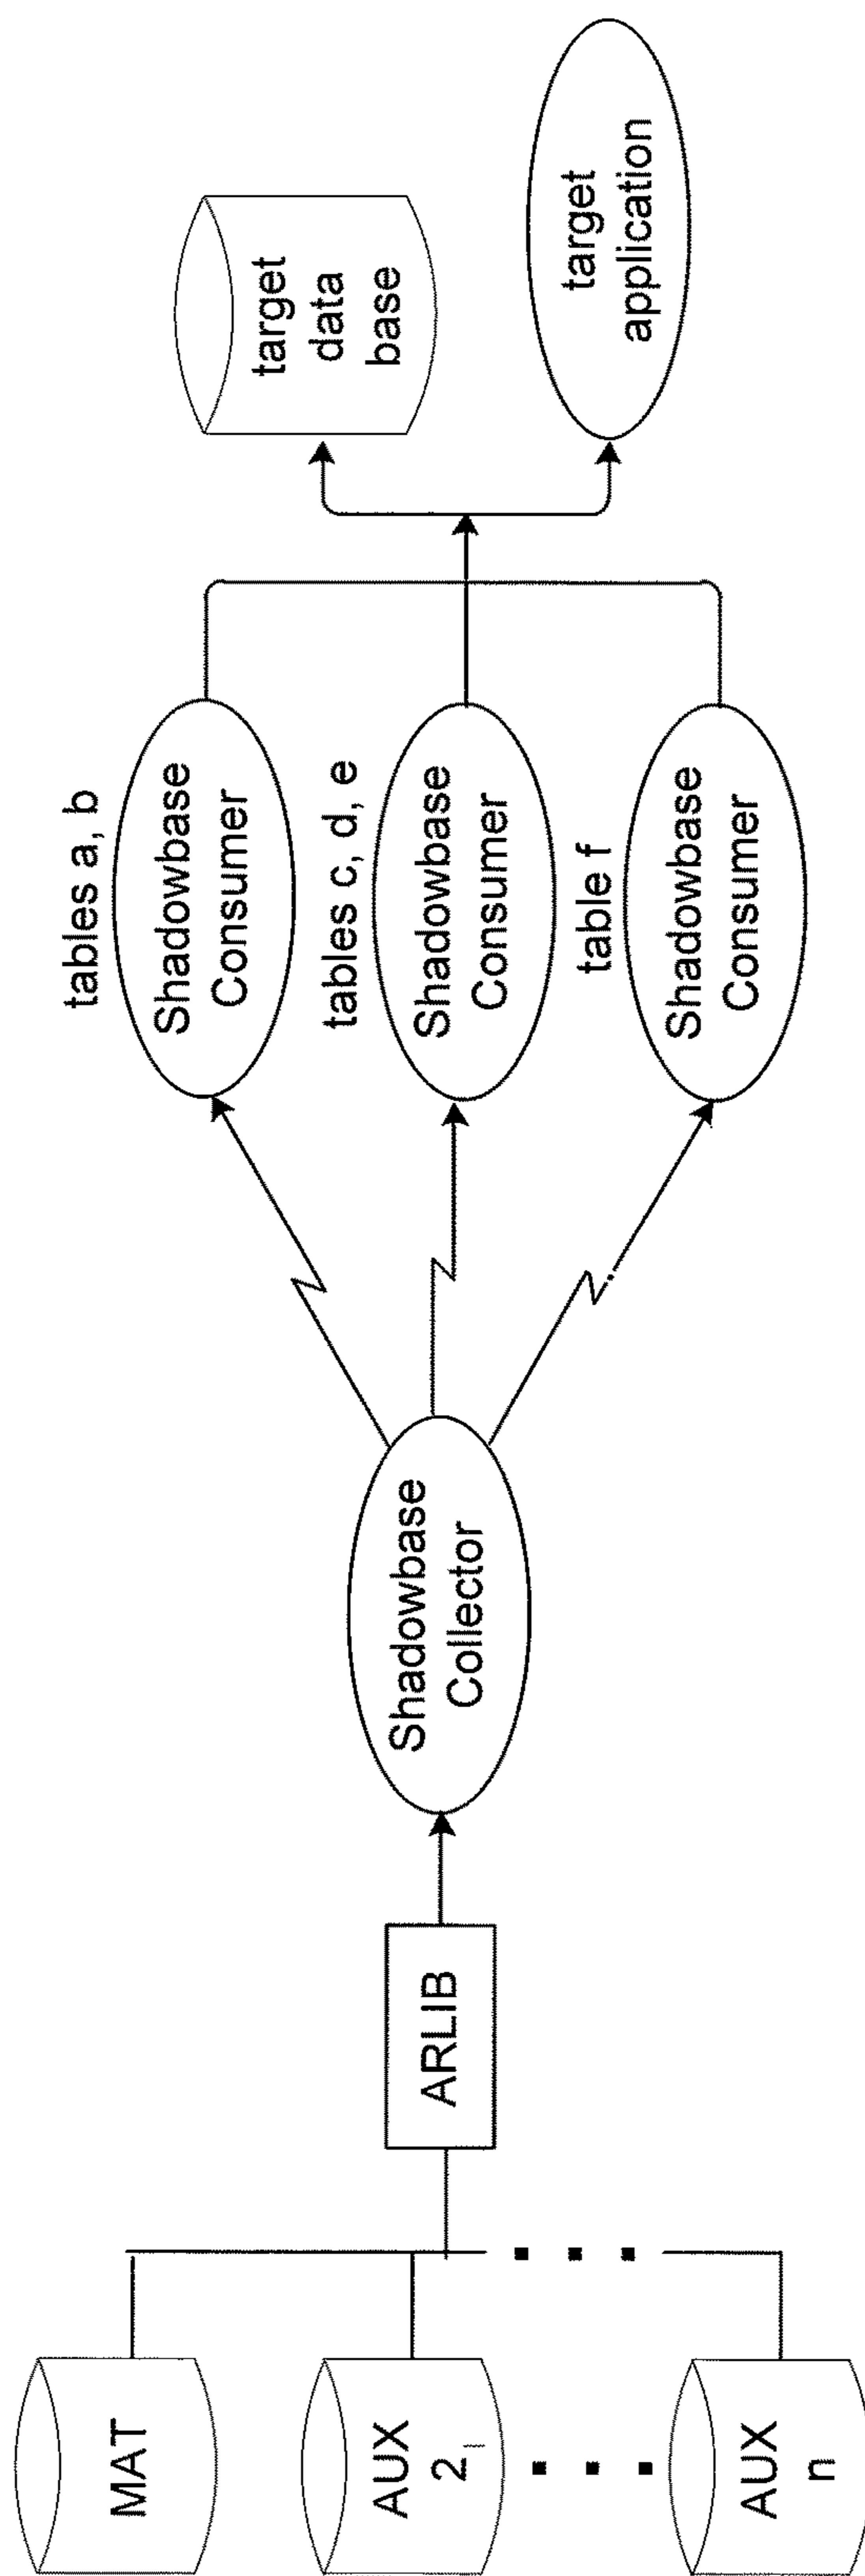 MAT
AUX
2
AUX
n
ARLIB
Shadowbase
Collector
tables a, b
Shadowbase
Consumer
tables c, d, e
Shadowbase
Consumer
table f
Shadowbase
Consumer
target
data
base
target
application